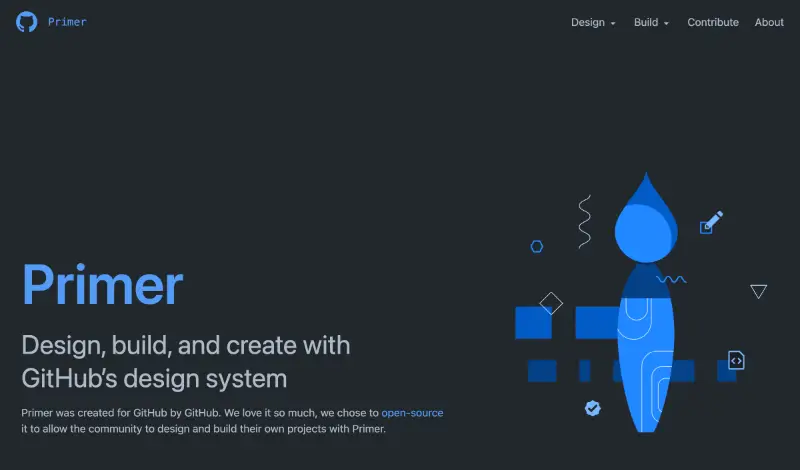 Primer
Design
Build
Contribute
About
Primer
Design, build, and create with
GitHub’s design system
Primer was created for GitHub by GitHub. We love it so much, we chose to open-source
it to allow the community to design and build their own projects with Primer.